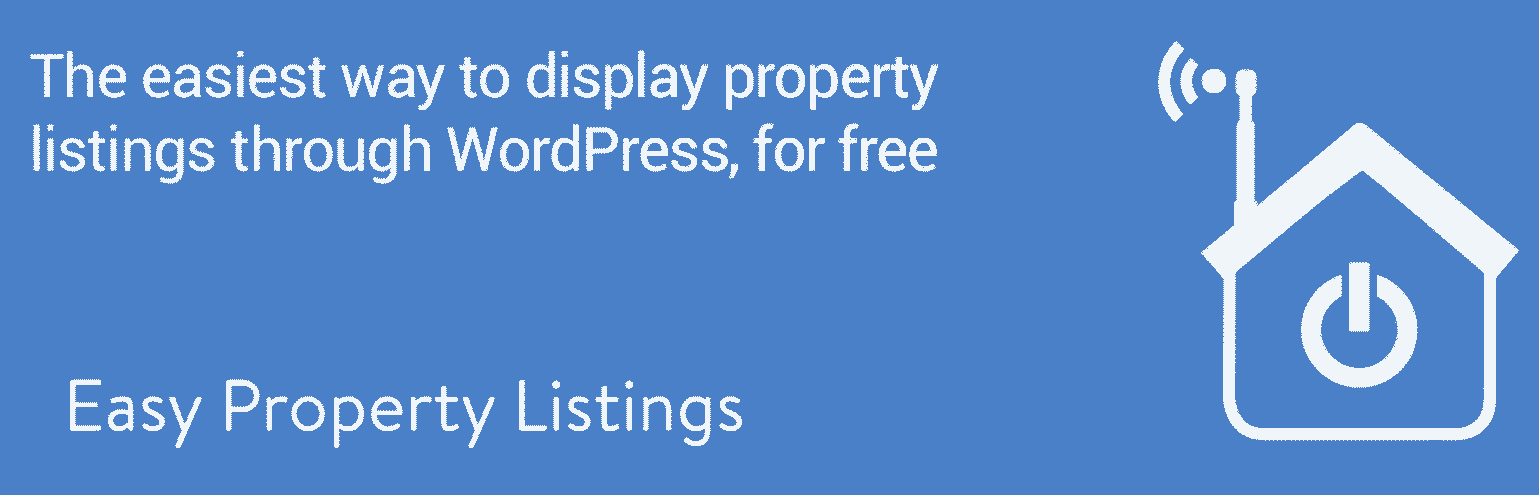 The easiest way to display property
listings through WordPress, for free
Easy Property Listings